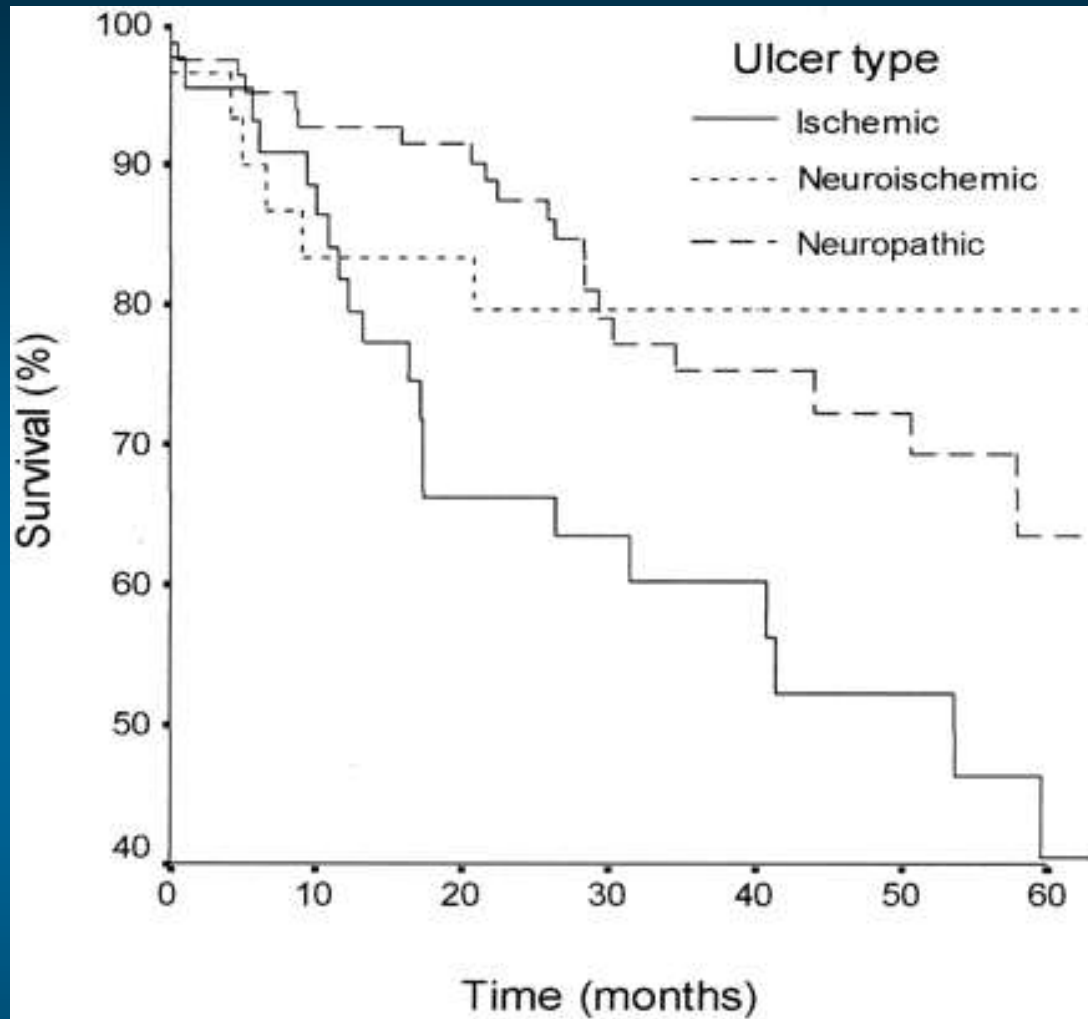 100
90
80
70
60
50
40
Survival (%)
Ulcer type
Ischemic
Neuroischemic
Neuropathic
0 10 20 30 40 50 60
Time (months)